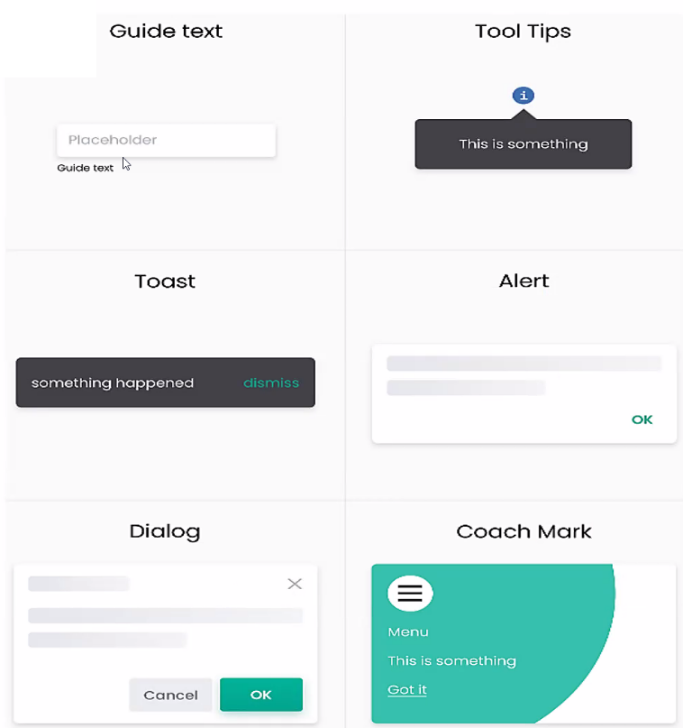 Guide text
Placeholder
Guide text
Tool Tips
i
This is something
Toast
something happened dismiss
Alert
OK
Dialog
Cancel OK
Coach Mark
Menu
This is something
Got it